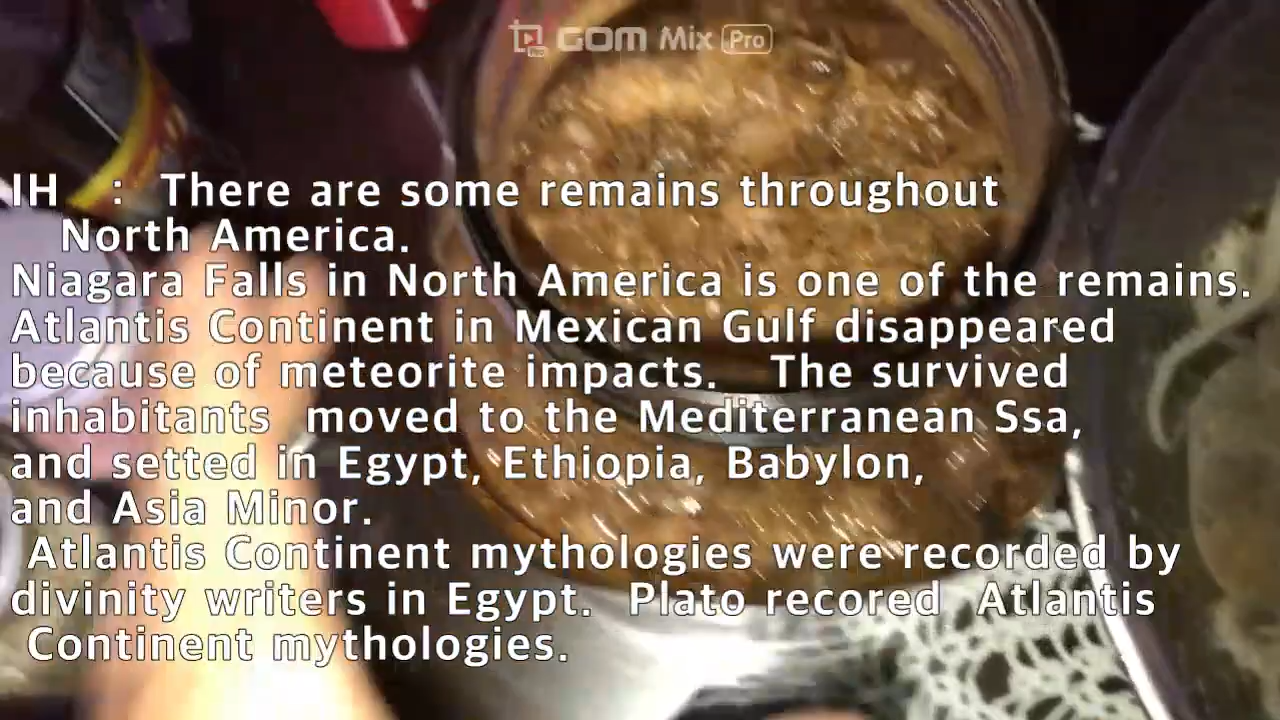 GOM Mix Pro
IH : There are some remains throughout
North America.
Niagara Falls in North America is one of the remains.
Atlantis Continent in Mexican Gulf disappeared
because of meteorite impacts. The survived
inhabitants moved to the Mediterranean Ssa,
and setted in Egypt, Ethiopia, Babylon,
and Asia Minor.
Atlantis Continent mythologies were recorded by
divinity writers in Egypt. Plato recored Atlantis
Continent mythologies.